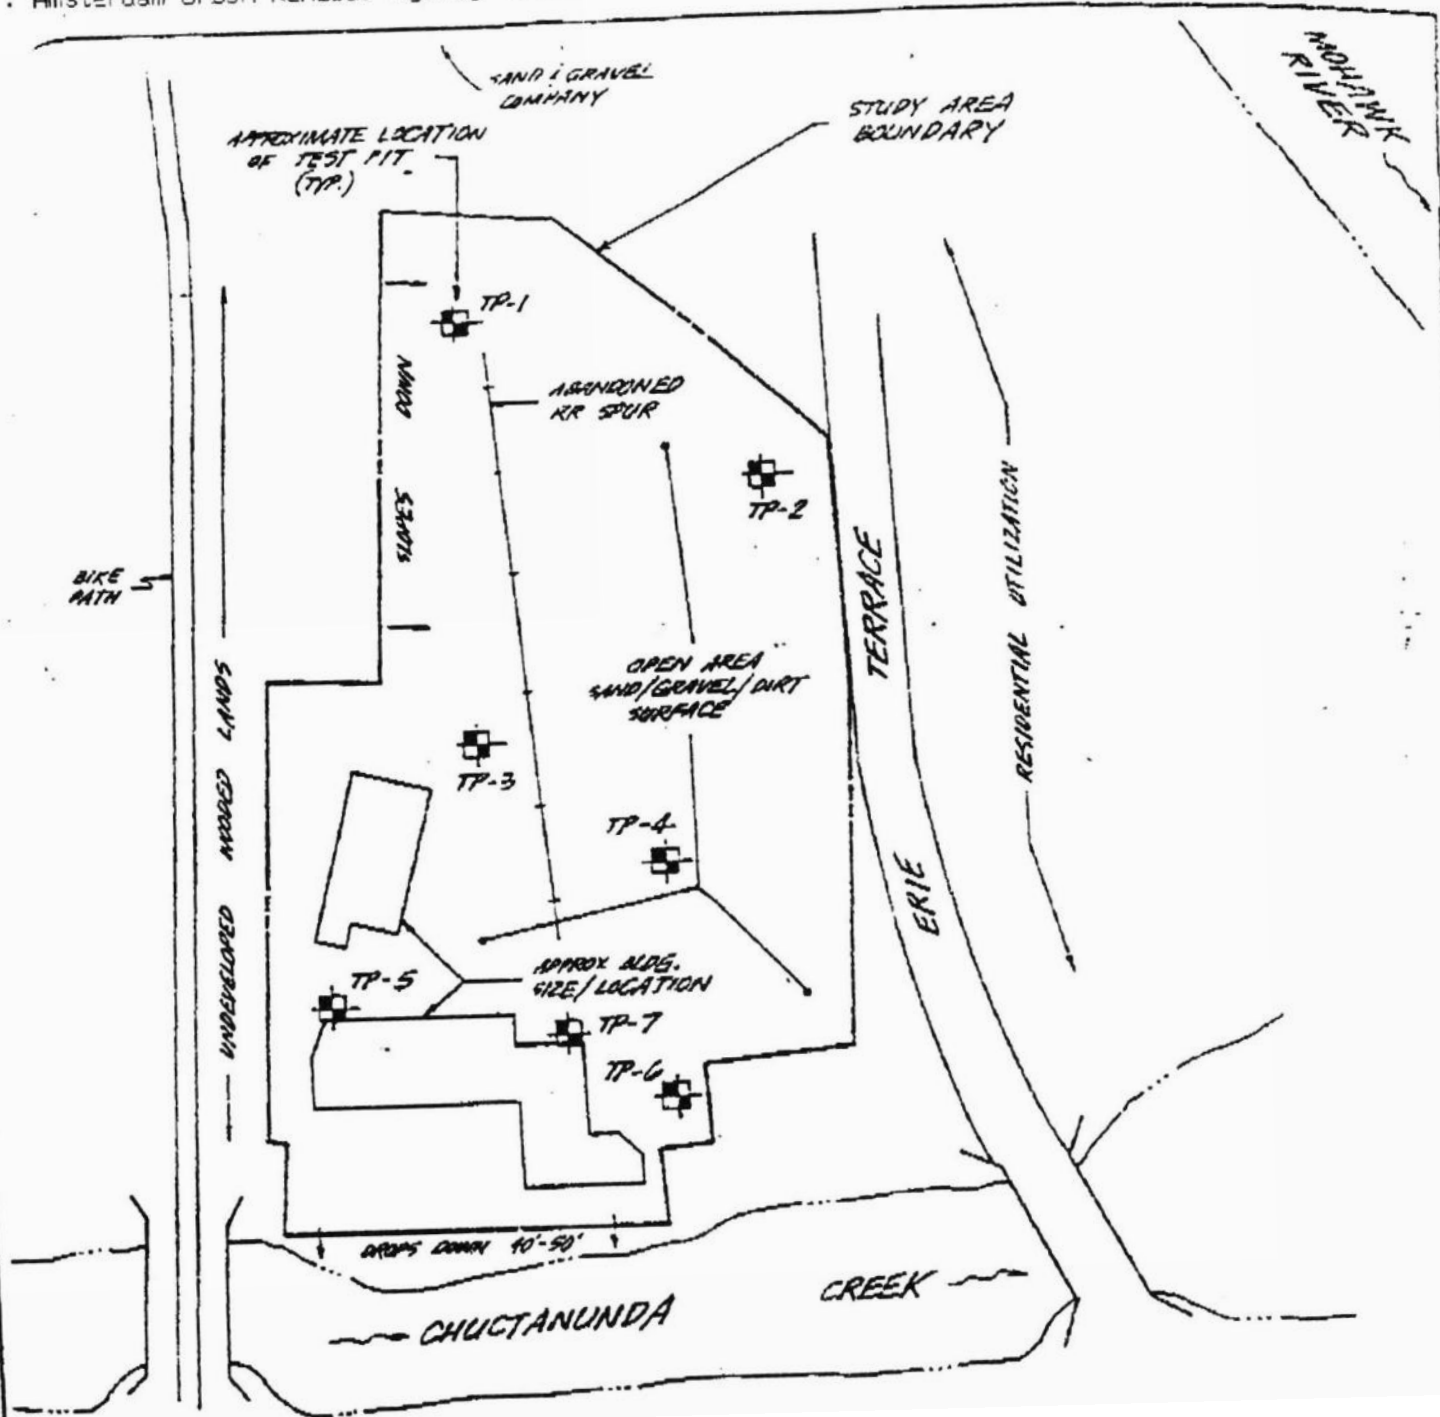 SAND & GRAVEL
COMPANY
MOHAWK
RIVER
STUDY AREA
BOUNDARY
APPROXIMATE LOCATION
OF TEST PIT
(TYP.)
TP-1
ABANDONED
RR SPUR
SLOPES DOWN
TP-2
BIKE
PATH
OPEN AREA
SAND/GRAVEL/DIRT
SURFACE
UNDEVELOPED WOODED LANDS
ERIE TERRACE
RESIDENTIAL UTILIZATION
TP-3
TP-4
TP-5
APPROX BLDG.
SIZE/LOCATION
TP-7
TP-6
DROPS DOWN 40'-50'
CHUCTANUNDA CREEK